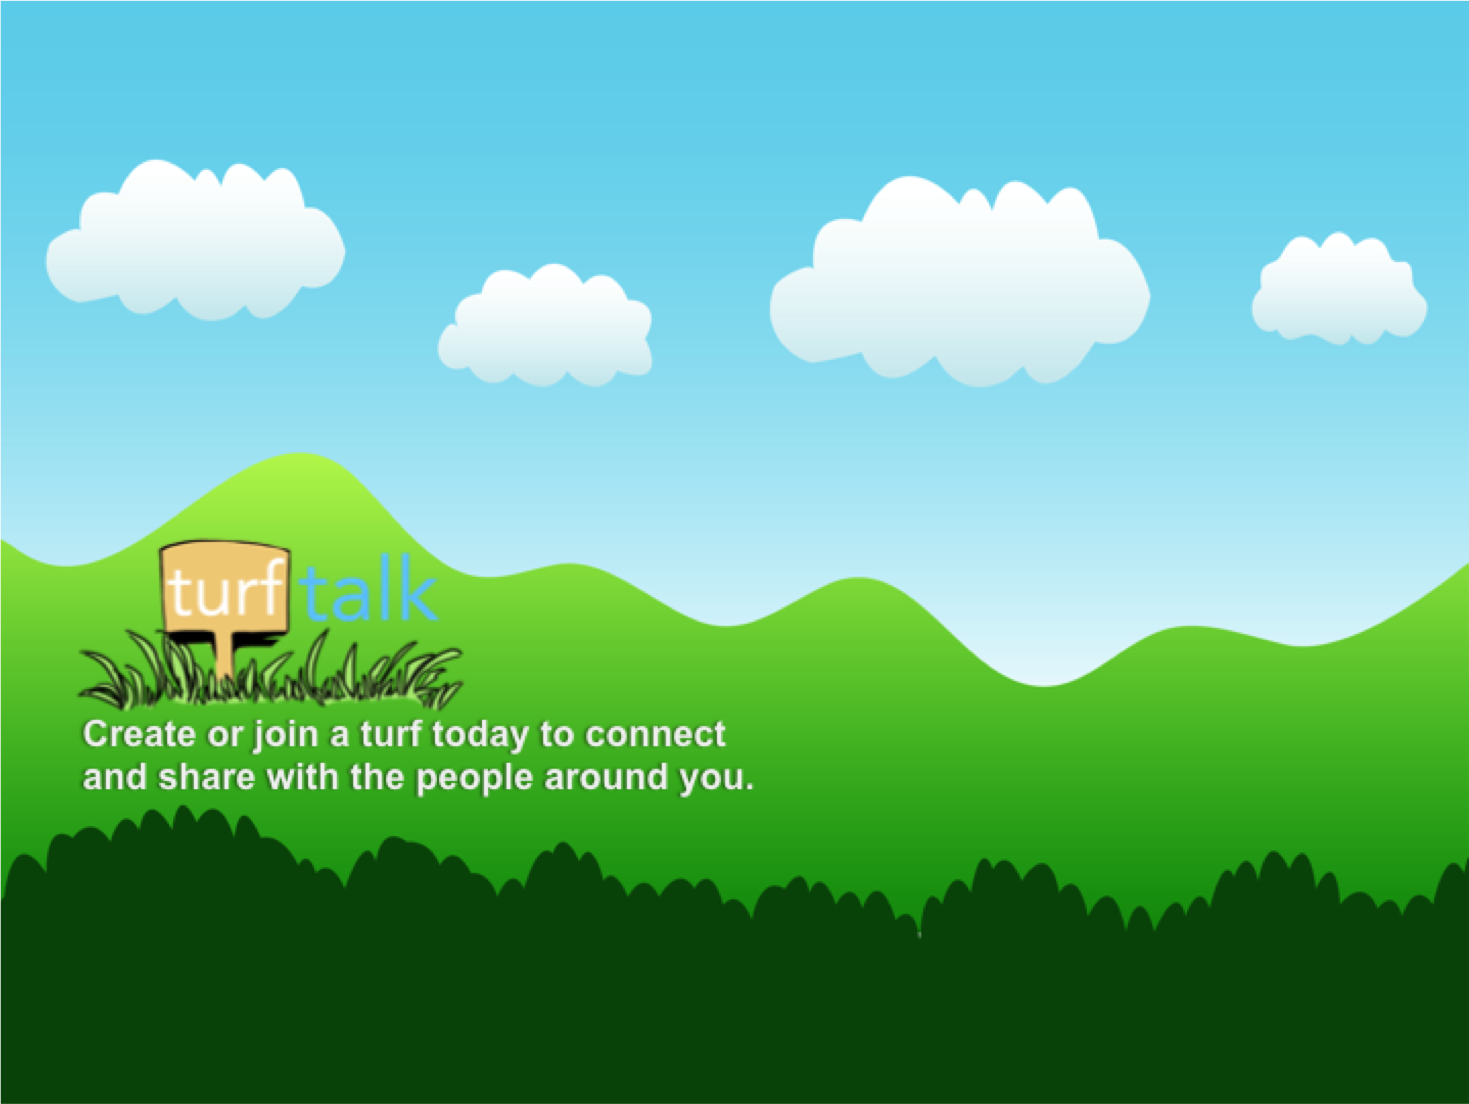 turf talk
Create or join a turf today to connect
and share with the people around you.